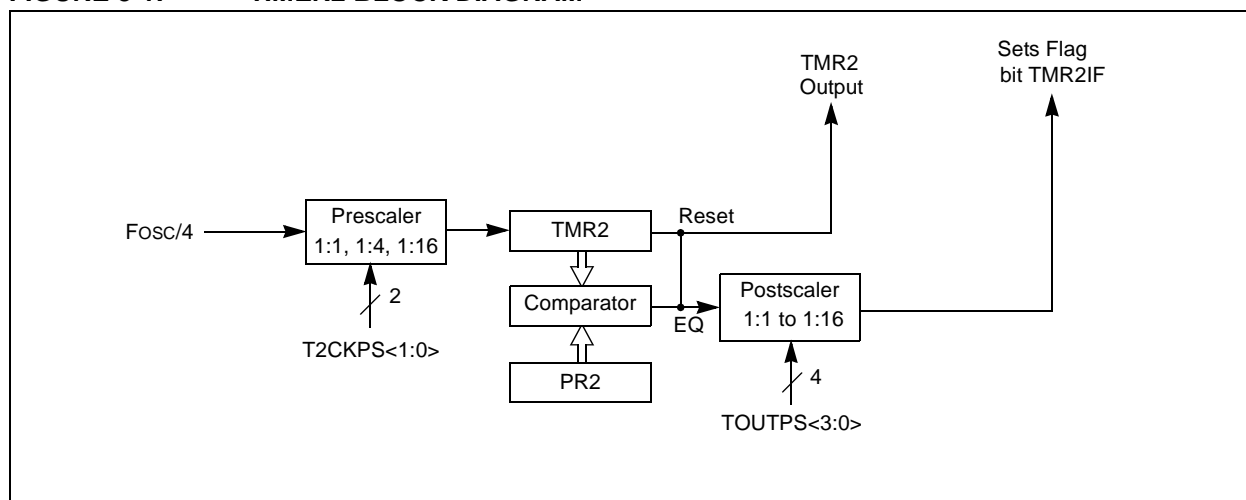 TMR2
Output
Sets Flag
bit TMR2IF
FOSC/4
Prescaler
1:1, 1:4, 1:16
2
T2CKPS<1:0>
TMR2
Reset
Comparator
EQ
PR2
Postscaler
1:1 to 1:16
4
TOUTPS<3:0>